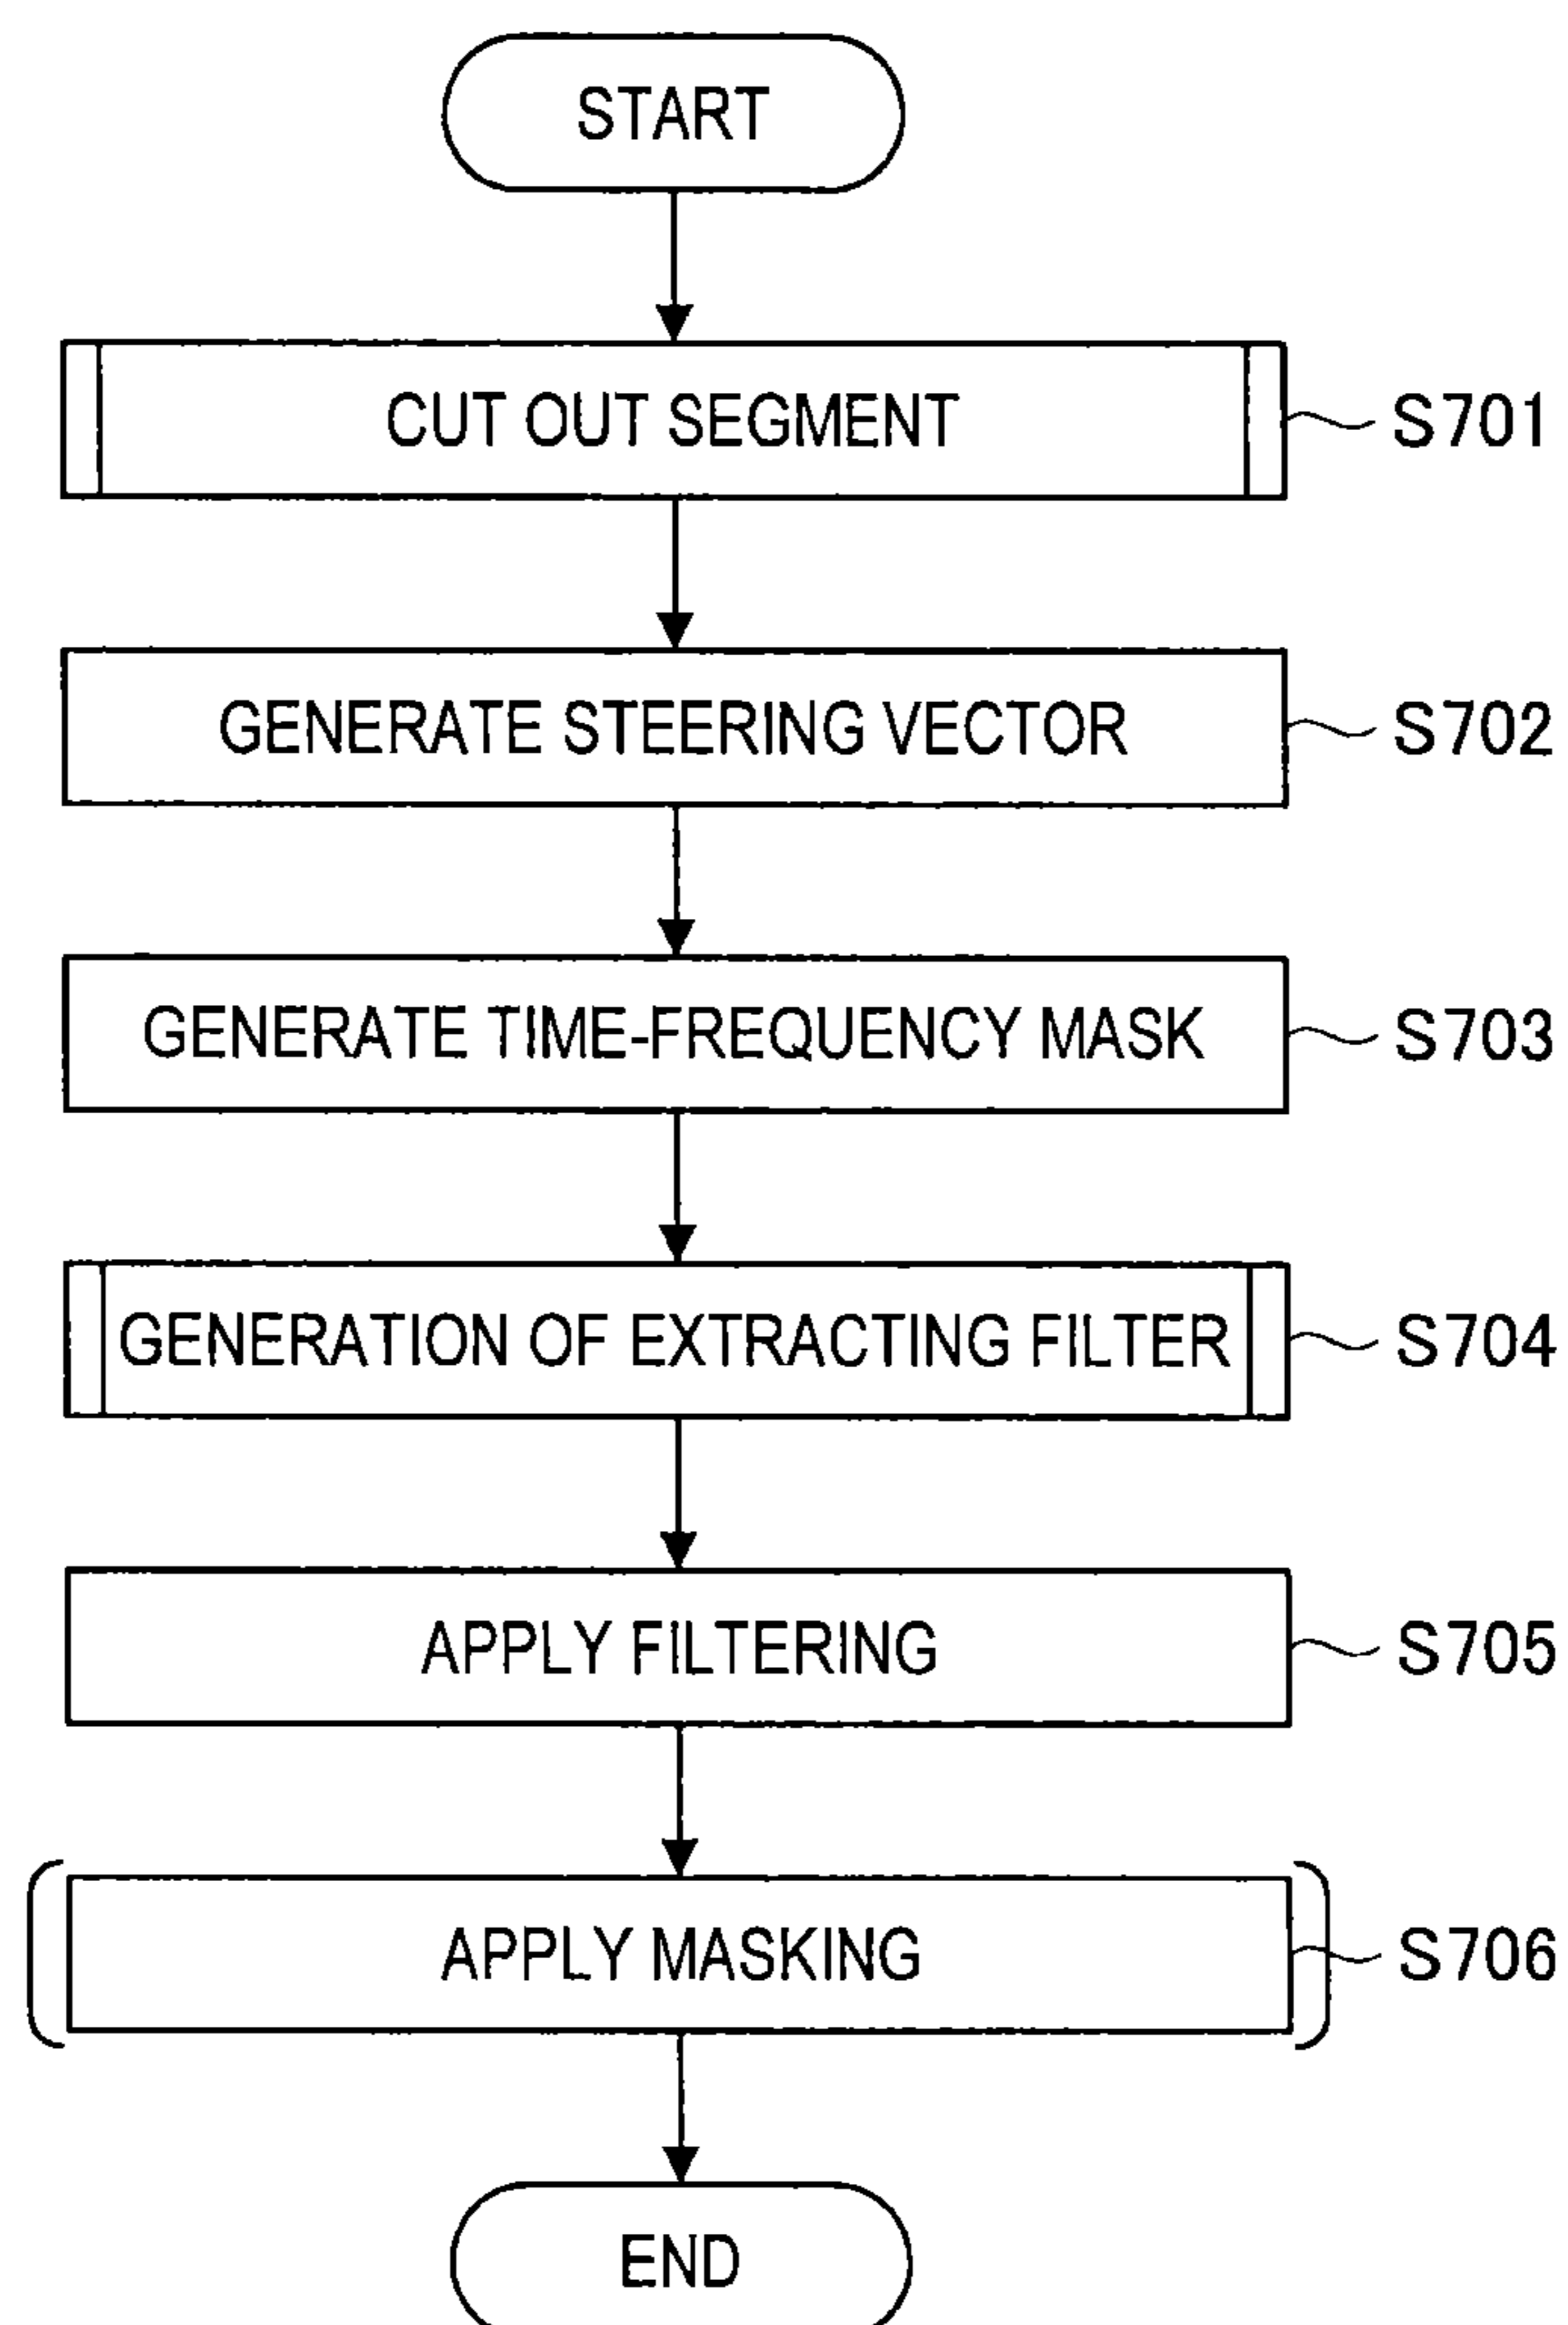 START
CUT OUT SEGMENT
S701
GENERATE STEERING VECTOR
S702
GENERATE TIME-FREQUENCY MASK
S703
GENERATION OF EXTRACTING FILTER
S704
APPLY FILTERING
S705
APPLY MASKING
S706
END